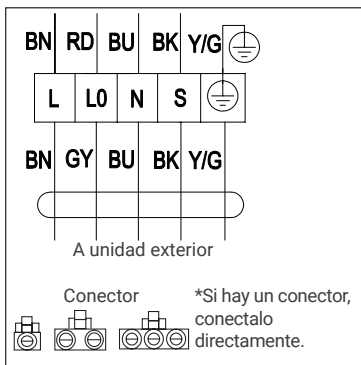 BN RD BU BK Y/G
L L0 N S
BN GY BU BK Y/G
A unidad exterior
Conector
*Si hay un conector,
conectalo
directamente.